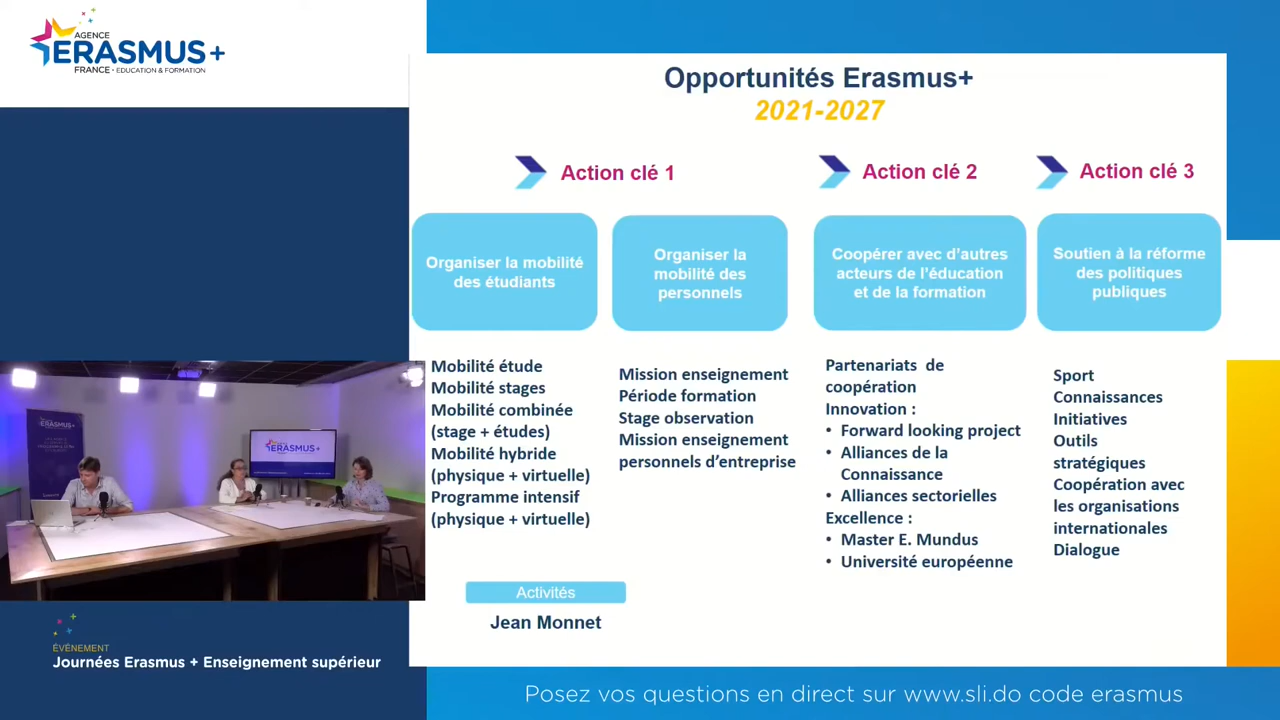 AGENCE
ERASMUS+
FRANCE • EDUCATION & FORMATION
Opportunités Erasmus+
2021-2027
Action clé 1
Action clé 2
Action clé 3
Organiser la mobilité
des étudiants
Organiser la
mobilité des
personnels
Coopérer avec d'autres
acteurs de l'éducation
et de la formation
Soutien à la réforme
des politiques
publiques
Mobilité étude
Mobilité stages
Mobilité combinée
(stage + études)
Mobilité hybride
(physique + virtuelle)
Programme intensif
(physique + virtuelle)
Mission enseignement
Période formation
Stage observation
Mission enseignement
personnels d'entreprise
Partenariats de
coopération
Innovation :
• Forward looking project
• Alliances de la
Connaissance
• Alliances sectorielles
Excellence :
• Master E. Mundus
• Université européenne
Sport
Connaissances
Initiatives
Outils
stratégiques
Coopération avec
les organisations
internationales
Dialogue
Activités
Jean Monnet
ERASMUS+
ERASMUS+
ÉVÉNEMENT
Journées Erasmus + Enseignement supérieur
Posez vos questions en direct sur www.sli.do code erasmus